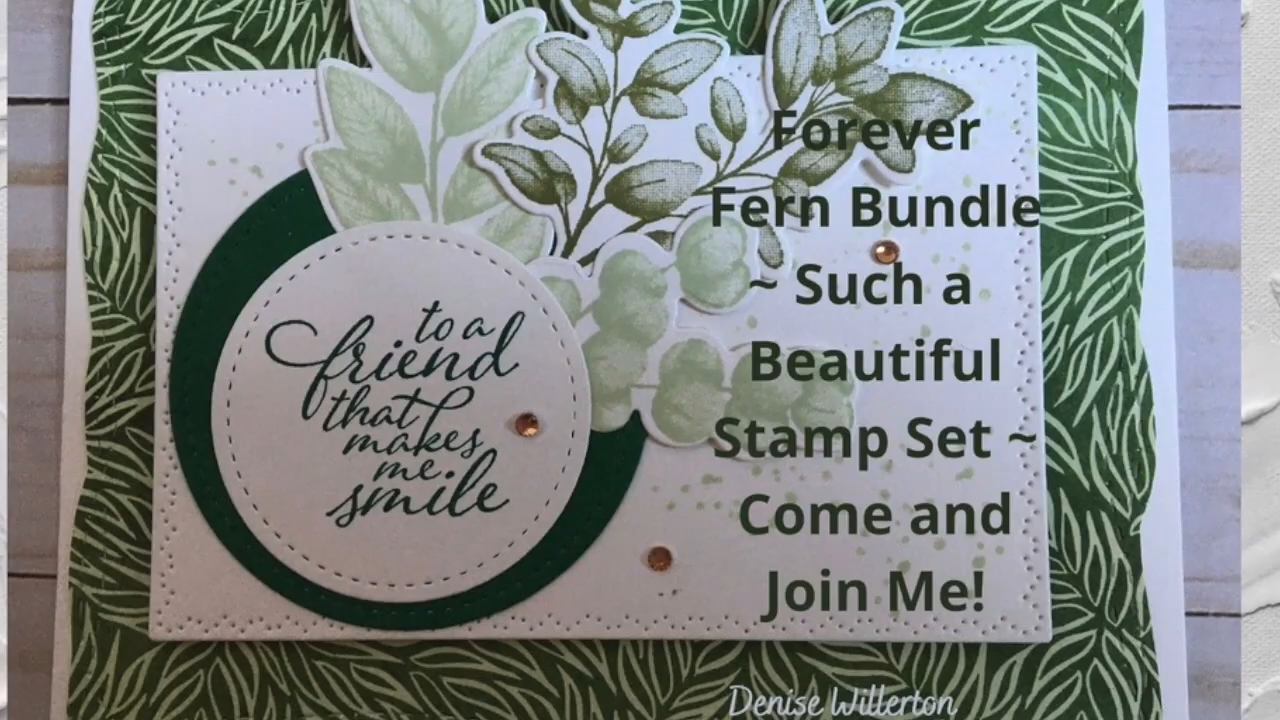 to a
friend
that
makes
me
smile
Forever
Fern Bundle
~ Such a
Beautiful
Stamp Set ~
Come and
Join Me!
Denise Willerton